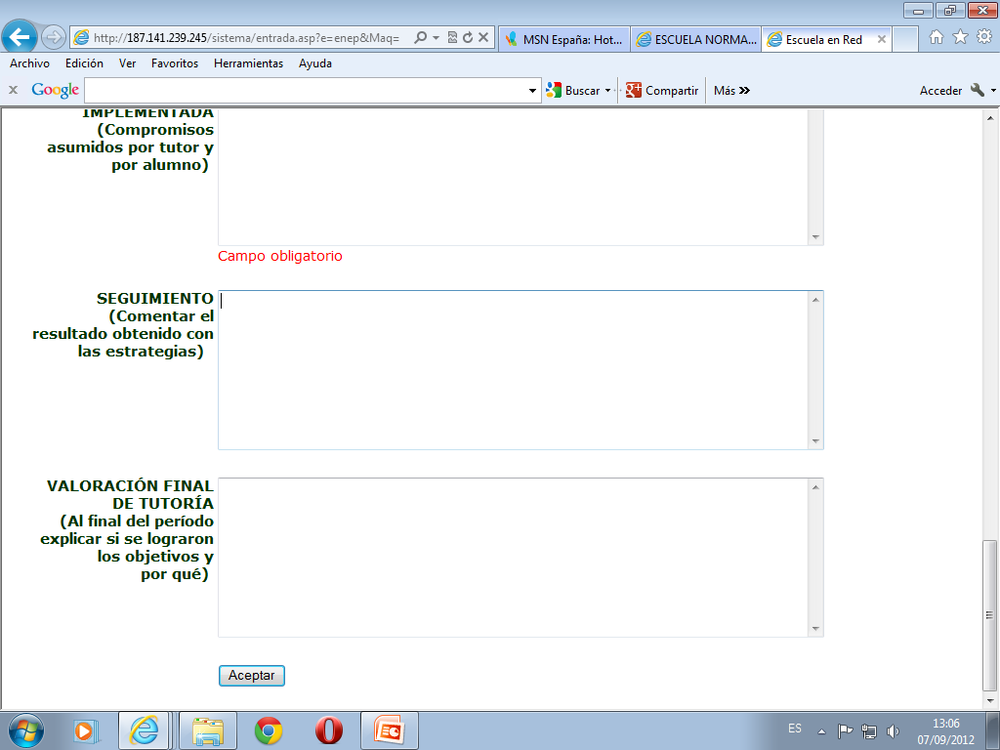 http://187.141.239.245/sistema/entrada.asp?e=enep&Maq=
MSN España: Hot...
ESCUELA NORMA...
Escuela en Red
Archivo Edición Ver Favoritos Herramientas Ayuda
x Google Buscar Compartir Más Acceder
IMPLEMENTADA
(Compromisos
asumidos por tutor y
por alumno)
Campo obligatorio
SEGUIMIENTO
(Comentar el
resultado obtenido con
las estrategias)
VALORACIÓN FINAL
DE TUTORÍA
(Al final del período
explicar si se lograron
los objetivos y
por qué)
Aceptar
ES
13:06
07/09/2012